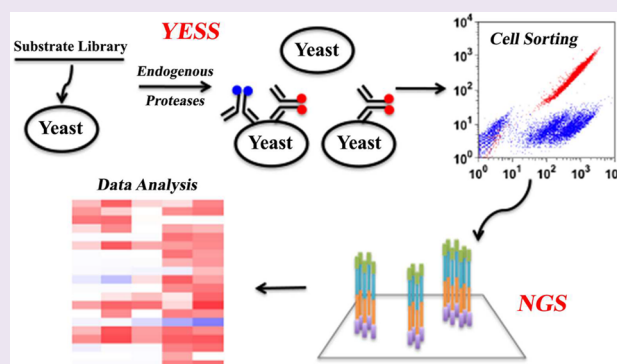 Substrate Library
YESS
Yeast
Endogenous
Proteases
Yeast
Yeast
Yeast
Cell Sorting
10⁴
10³
10²
10¹
10⁰
10⁰ 10¹ 10² 10³ 10⁴
Data Analysis
NGS